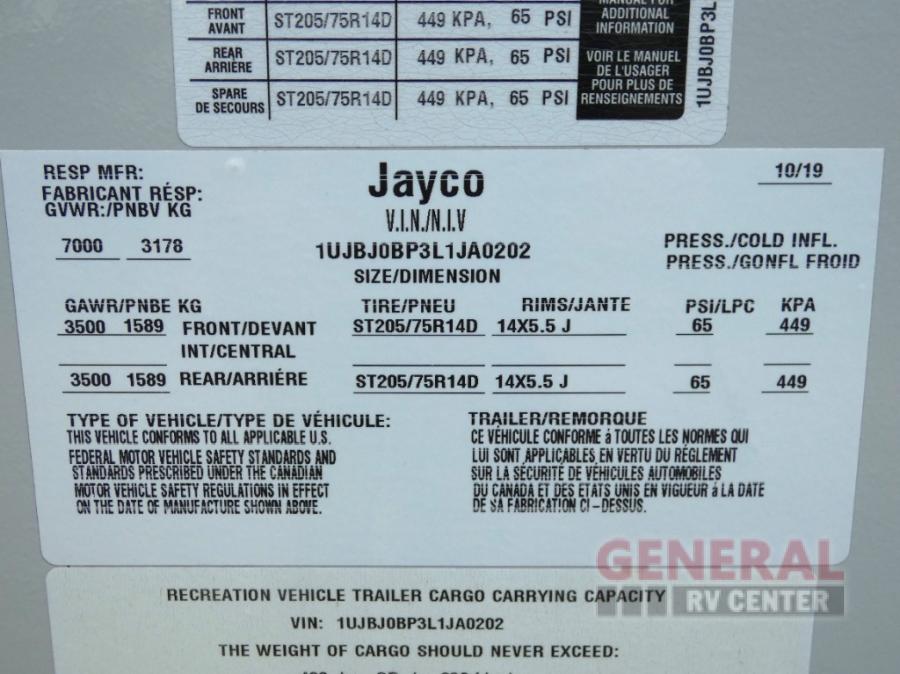 FRONT AVANT ST205/75R14D 449 KPA, 65 PSI
REAR ARRIÈRE ST205/75R14D 449 KPA, 65 PSI
SPARE DE SECOURS ST205/75R14D 449 KPA, 65 PSI
MANUAL FOR
ADDITIONAL
INFORMATION
VOIR LE MANUEL
DE L'USAGER
POUR PLUS DE
RENSEIGNEMENTS
1UJBJ0BP3L
RESP MFR: Jayco 10/19
FABRICANT RÉSP:
GVWR:/PNBV KG V.I.N./N.I.V
7000 3178 1UJBJ0BP3L1JA0202 PRESS./COLD INFL.
SIZE/DIMENSION PRESS./GONFL FROID
GAWR/PNBE KG TIRE/PNEU RIMS/JANTE PSI/LPC KPA
3500 1589 FRONT/DEVANT ST205/75R14D 14X5.5 J 65 449
INT/CENTRAL
3500 1589 REAR/ARRIÉRE ST205/75R14D 14X5.5 J 65 449
TYPE OF VEHICLE/TYPE DE VÉHICULE: TRAILER/REMORQUE
THIS VEHICLE CONFORMS TO ALL APPLICABLE U.S.
FEDERAL MOTOR VEHICLE SAFETY STANDARDS AND
STANDARDS PRESCRIBED UNDER THE CANADIAN
MOTOR VEHICLE SAFETY REGULATIONS IN EFFECT
ON THE DATE OF MANUFACTURE SHOWN ABOVE.
CE VÉHICULE CONFORME à TOUTES LES NORMES QUI
LUI SONT APPLICABLES EN VERTU DU RÉGLEMENT
SUR LA SÉCURITE DE VÉHICULES AUTOMOBILES
DU CANADA ET DES ETATS UNIS EN VIGUEUR à LA DATE
DE SA FABRICATION CI-DESSUS.
GENERAL
RV CENTER
RECREATION VEHICLE TRAILER CARGO CARRYING CAPACITY
VIN: 1UJBJ0BP3L1JA0202
THE WEIGHT OF CARGO SHOULD NEVER EXCEED: